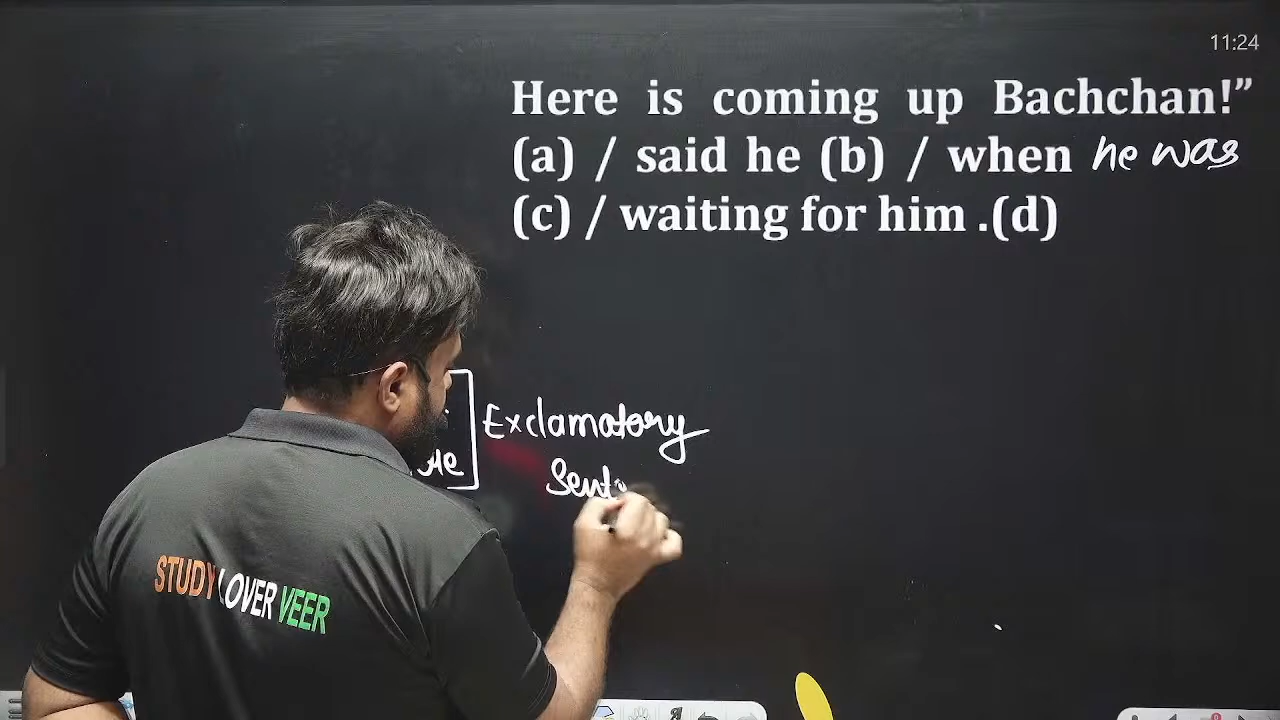 11:24
Here is coming up Bachchan!”
(a) / said he (b) / when he was
(c) / waiting for him .(d)
Exclamatory
He
STUDY LOVER VEER